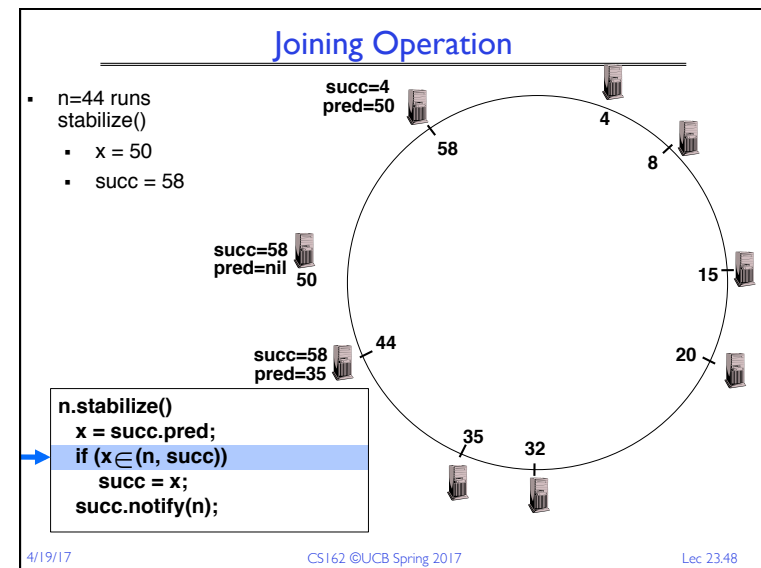 Joining Operation
▪ n=44 runs
stabilize()
▪ x = 50
▪ succ = 58
succ=4
pred=50
58
4
8
15
20
32
35
44
succ=58
pred=nil
50
succ=58
pred=35
n.stabilize()
x = succ.pred;
if (x∈(n, succ))
succ = x;
succ.notify(n);
4/19/17
CS162 ©UCB Spring 2017
Lec 23.48